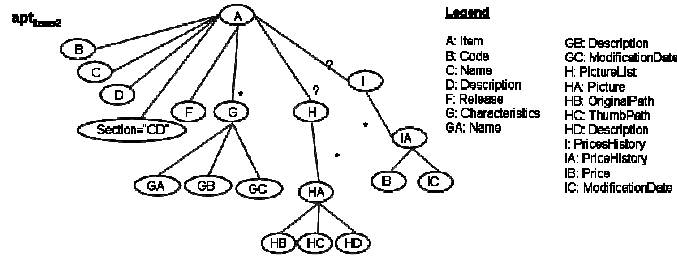 apt
A
Legend
B
C
D
Section="CD"
F
G
*
H
?
I
?
GA
GB
GC
HA
*
IA
*
IB
IC
HB
HC
HD
A: Item
B: Code
C: Name
D: Description
F: Release
G: Characteristics
GA: Name
GB: Description
GC: ModificationDate
H: PictureList
HA: Picture
HB: OriginalPath
HC: ThumbPath
HD: Description
I: PricesHistory
IA: PriceHistory
IB: Price
IC: ModificationDate